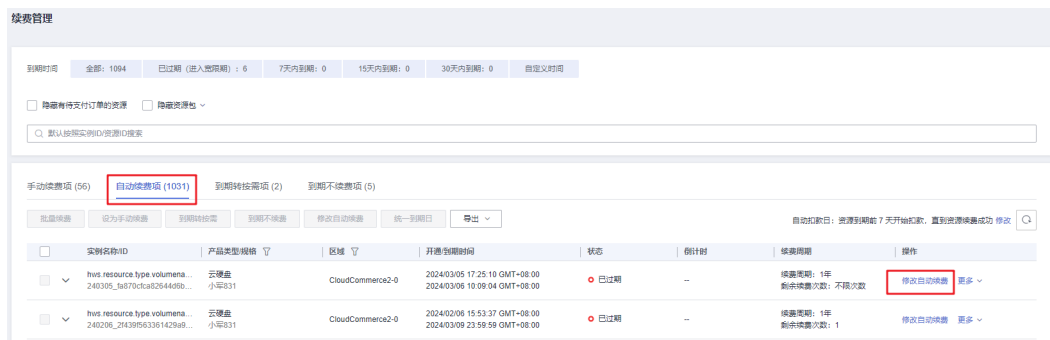 续费管理
到期时间 全部：1094 已过期（进入宽限期）：6 7天内到期：0 15天内到期：0 30天内到期：0 自定义时间
隐藏有待支付订单的资源 隐藏资源包
默认按照实例ID/资源ID搜索
手动续费项 (56) 自动续费项 (1031) 到期转按需项 (2) 到期不续费项 (5)
批量续费 设为手动续费 到期转按需 到期不续费 修改自动续费 统一到期日 导出 自动扣款日：资源到期前 7 天开始扣款，直到资源续费成功 修改
实例名称/ID 产品类型/规格 区域 开通/到期时间 状态 倒计时 续费周期 操作
hws.resource.type.volumena... 云硬盘 2024/03/05 17:25:10 GMT+08:00 续费周期：1年
CloudCommerce2-0 已过期 -- 修改自动续费 更多
240305_fa870cfca82644d6b... 小军831 2024/03/06 10:09:04 GMT+08:00 剩余续费次数：不限次数
hws.resource.type.volumena... 云硬盘 2024/02/06 15:53:37 GMT+08:00 续费周期：1年
CloudCommerce2-0 已过期 -- 修改自动续费 更多
240206_2f439f563361429a9... 小军831 2024/03/09 23:59:59 GMT+08:00 剩余续费次数：1